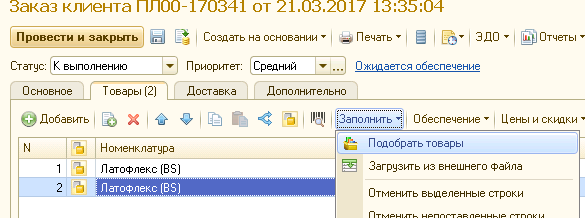 Заказ клиента ПЛ00-170341 от 21.03.2017 13:35:04
Провести и закрыть Создать на основании Печать ЭДО Отчеты
Статус: К выполнению Приоритет: Средний ... Ожидается обеспечение
Основное Товары (2) Доставка Дополнительно
Добавить Заполнить Обеспечение Цены и скидки
N Номенклатура
1 Латофлекс (BS)
2 Латофлекс (BS)
Подобрать товары
Загрузить из внешнего файла
Отменить выделенные строки
Отменить непоставленные строки